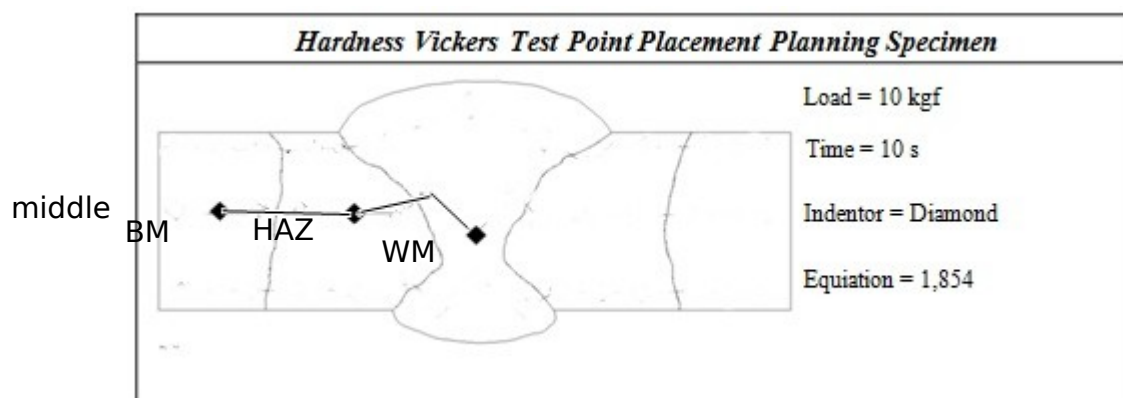 Hardness Vickers Test Point Placement Planning Specimen
Load = 10 kgf
Time = 10 s
middle
BM
HAZ
WM
Indentor = Diamond
Equiation = 1,854